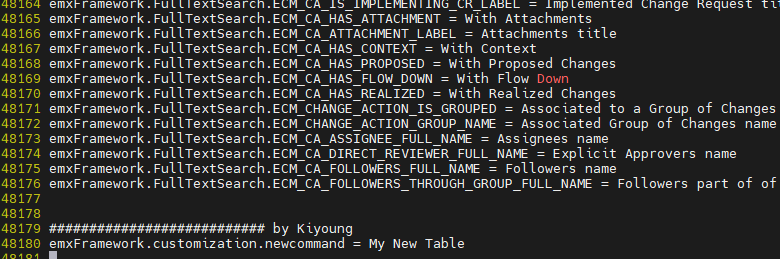 48164 emxFramework.FullTextSearch.ECM_CA_IS_IMPLEMENTING_CR_LABEL = Implemented Change Request tit
48165 emxFramework.FullTextSearch.ECM_CA_HAS_ATTACHMENT = With Attachments
48166 emxFramework.FullTextSearch.ECM_CA_ATTACHMENT_LABEL = Attachments title
48167 emxFramework.FullTextSearch.ECM_CA_HAS_CONTEXT = With Context
48168 emxFramework.FullTextSearch.ECM_CA_HAS_PROPOSED = With Proposed Changes
48169 emxFramework.FullTextSearch.ECM_CA_HAS_FLOW_DOWN = With Flow Down
48170 emxFramework.FullTextSearch.ECM_CA_HAS_REALIZED = With Realized Changes
48171 emxFramework.FullTextSearch.ECM_CHANGE_ACTION_IS_GROUPED = Associated to a Group of Changes
48172 emxFramework.FullTextSearch.ECM_CHANGE_ACTION_GROUP_NAME = Associated Group of Changes name
48173 emxFramework.FullTextSearch.ECM_CA_ASSIGNEE_FULL_NAME = Assignees name
48174 emxFramework.FullTextSearch.ECM_CA_DIRECT_REVIEWER_FULL_NAME = Explicit Approvers name
48175 emxFramework.FullTextSearch.ECM_CA_FOLLOWERS_FULL_NAME = Followers name
48176 emxFramework.FullTextSearch.ECM_CA_FOLLOWERS_THROUGH_GROUP_FULL_NAME = Followers part of of
48177
48178
48179 ########################### by Kiyoung
48180 emxFramework.customization.newcommand = My New Table
48181